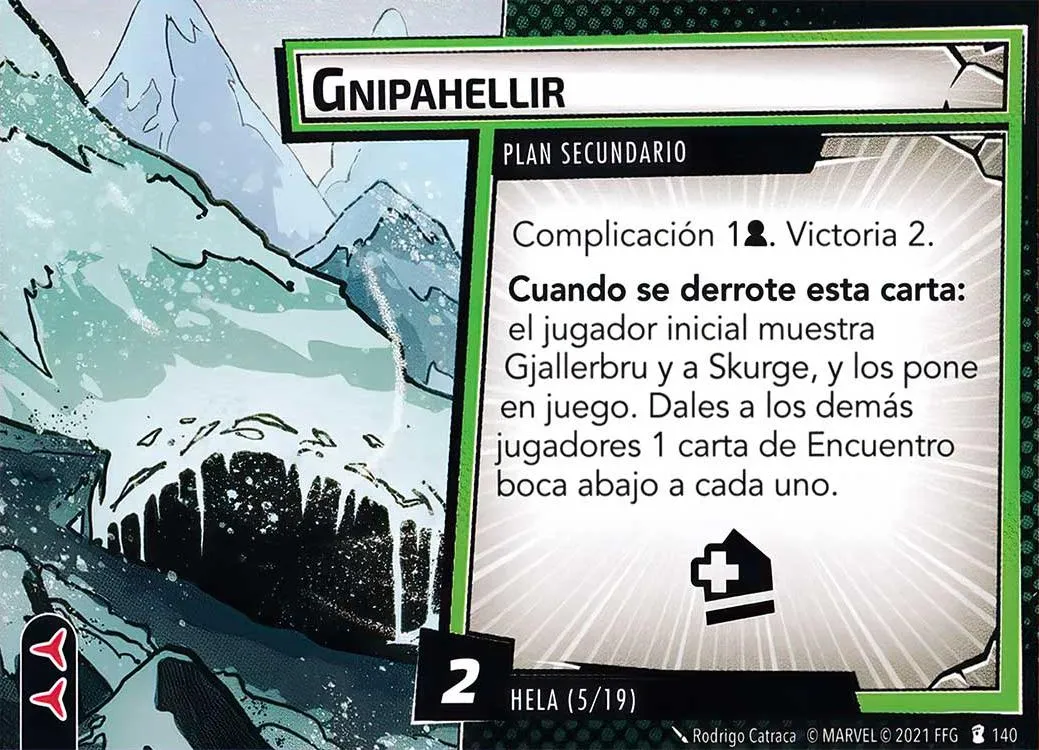 GNIPAHELLIR
PLAN SECUNDARIO
Complicación 1. Victoria 2.
Cuando se derrote esta carta:
el jugador inicial muestra
Gjallerbru y a Skurge, y los pone
en juego. Dales a los demás
jugadores 1 carta de Encuentro
boca abajo a cada uno.
2
HELA (5/19)
Rodrigo Catraca © MARVEL © 2021 FFG 140